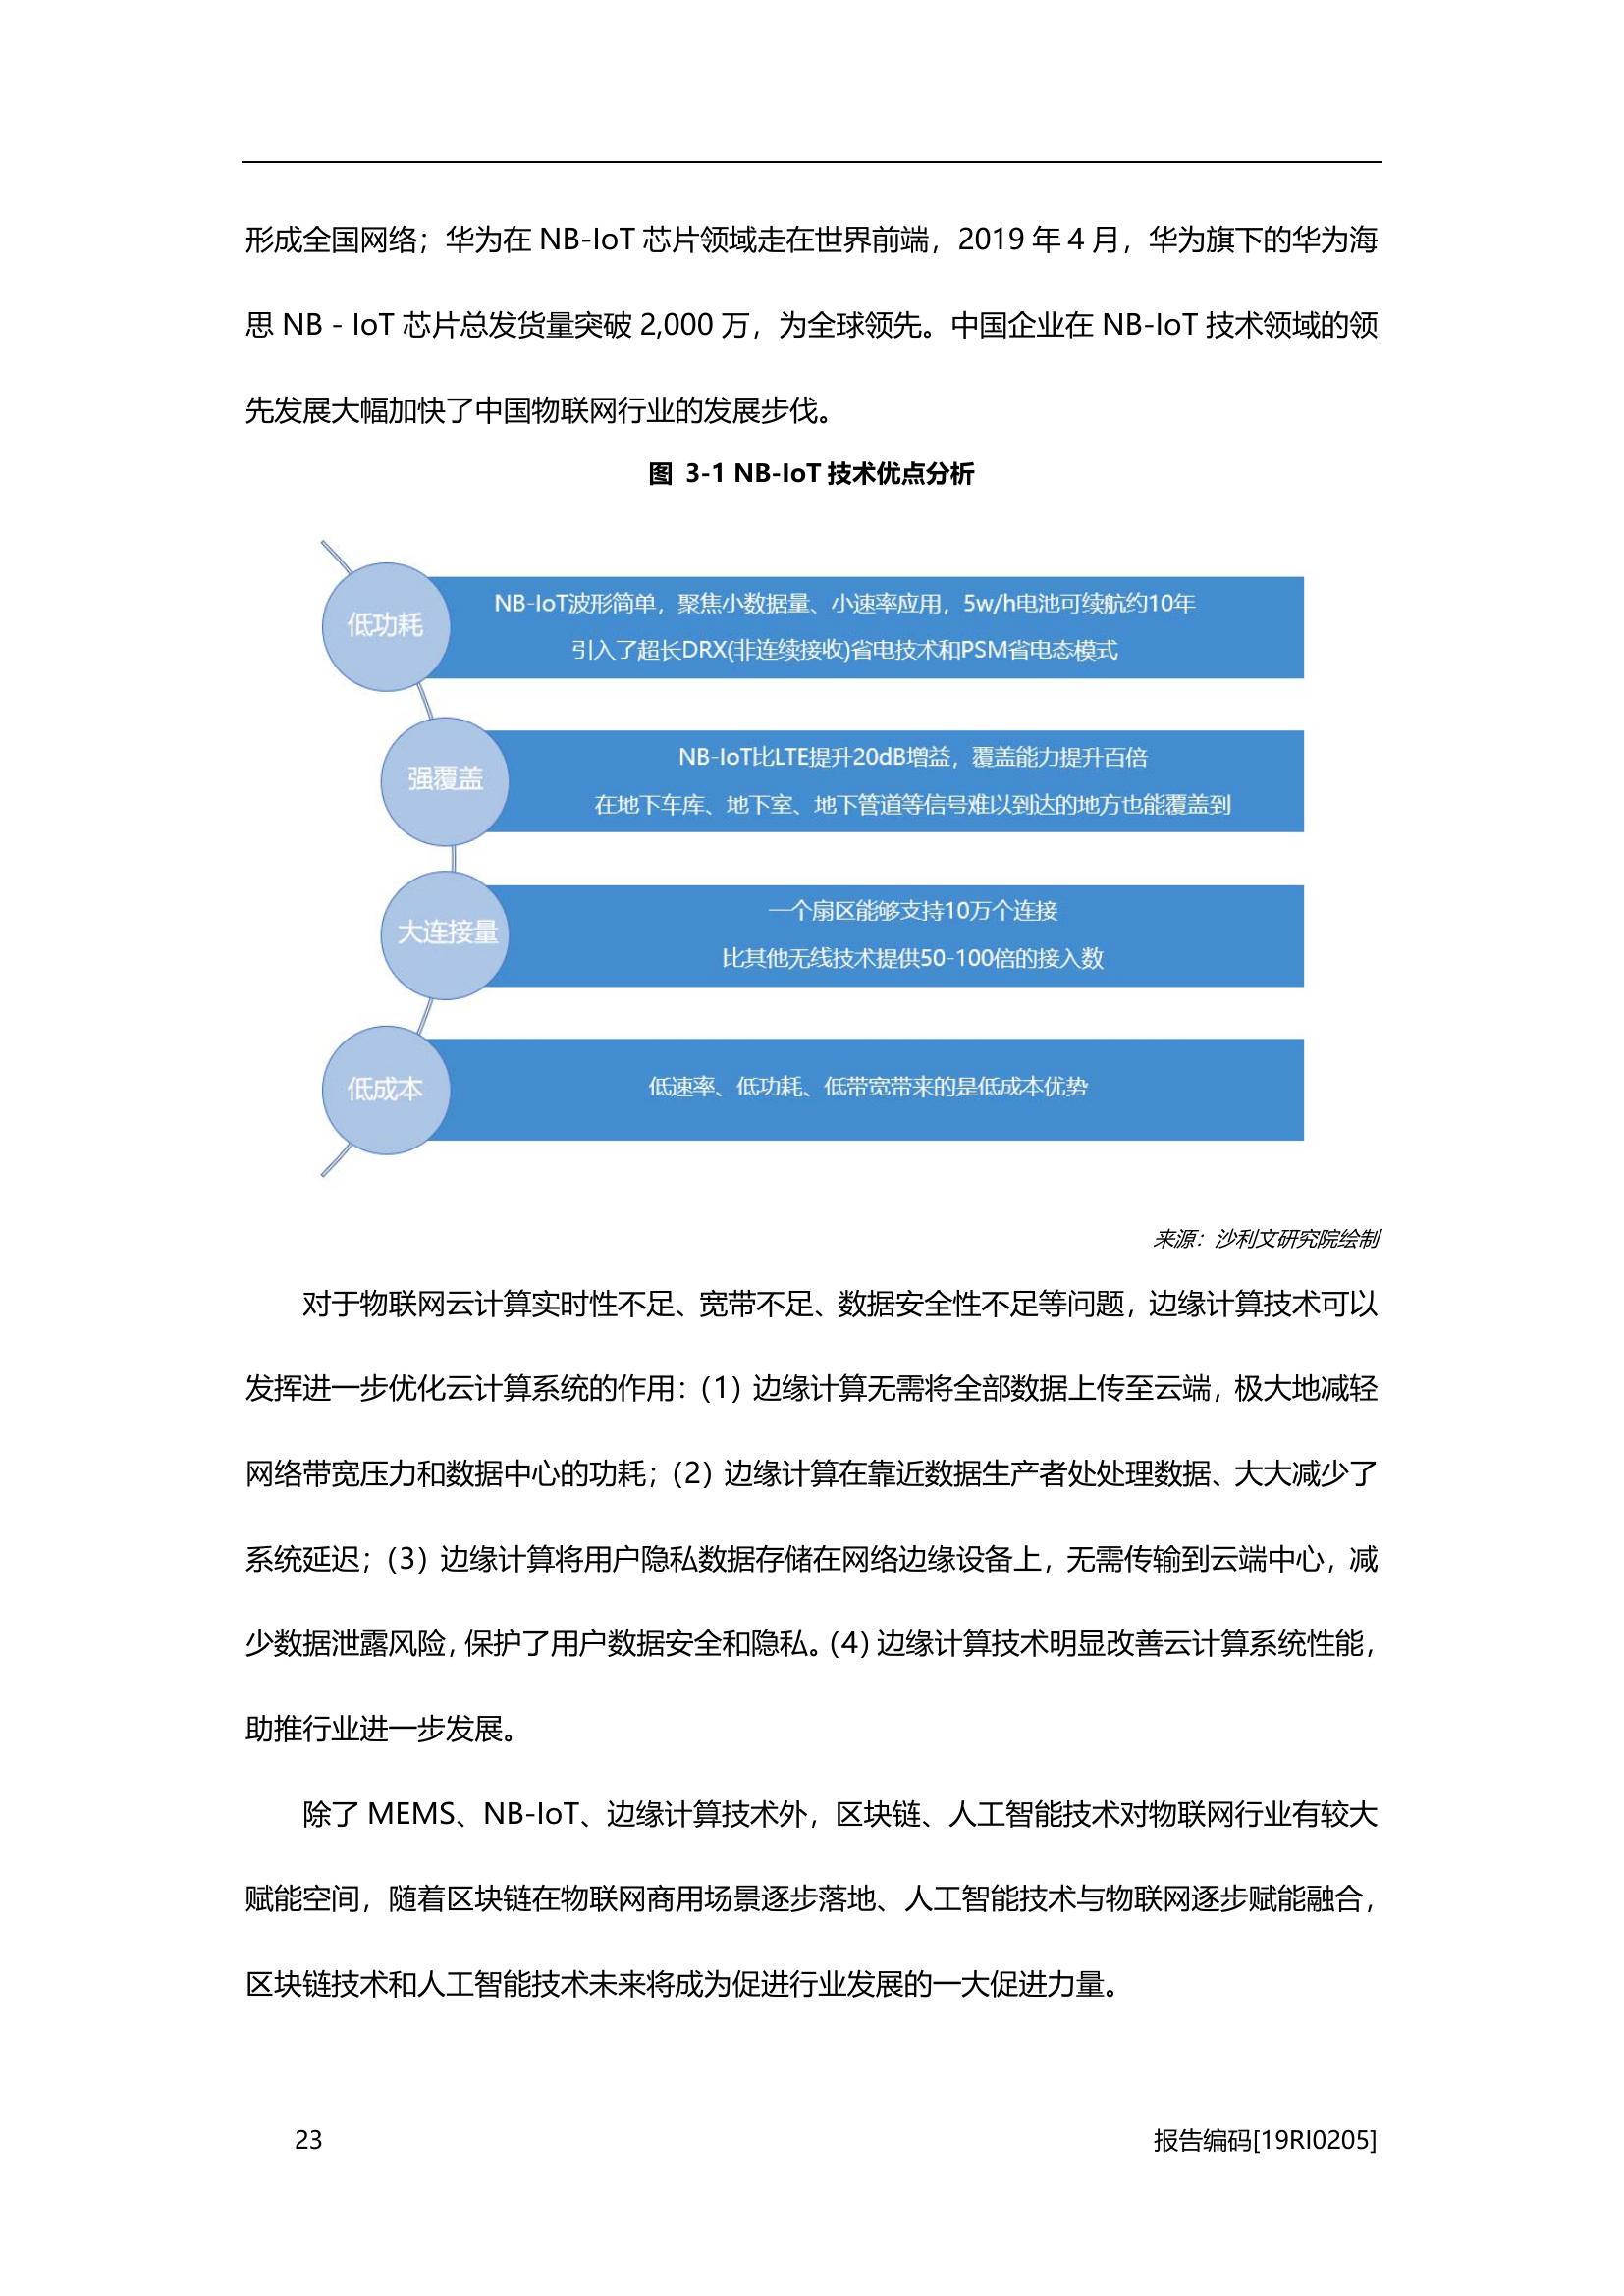 形成全国网络；华为在 NB-IoT 芯片领域走在世界前端，2019 年 4 月，华为旗下的华为海
思 NB - IoT 芯片总发货量突破 2,000 万，为全球领先。中国企业在 NB-IoT 技术领域的领
先发展大幅加快了中国物联网行业的发展步伐。
图 3-1 NB-IoT 技术优点分析
低功耗
NB-IoT波形简单，聚焦小数据量、小速率应用，5w/h电池可续航约10年
引入了超长DRX(非连续接收)省电技术和PSM省电态模式
强覆盖
NB-IoT比LTE提升20dB增益，覆盖能力提升百倍
在地下车库、地下室、地下管道等信号难以到达的地方也能覆盖到
大连接量
一个扇区能够支持10万个连接
比其他无线技术提供50-100倍的接入数
低成本
低速率、低功耗、低带宽带来的是低成本优势
来源：沙利文研究院绘制
对于物联网云计算实时性不足、宽带不足、数据安全性不足等问题，边缘计算技术可以
发挥进一步优化云计算系统的作用：（1）边缘计算无需将全部数据上传至云端，极大地减轻
网络带宽压力和数据中心的功耗；（2）边缘计算在靠近数据生产者处处理数据、大大减少了
系统延迟；（3）边缘计算将用户隐私数据存储在网络边缘设备上，无需传输到云端中心，减
少数据泄露风险，保护了用户数据安全和隐私。（4）边缘计算技术明显改善云计算系统性能，
助推行业进一步发展。
除了 MEMS、NB-IoT、边缘计算技术外，区块链、人工智能技术对物联网行业有较大
赋能空间，随着区块链在物联网商用场景逐步落地、人工智能技术与物联网逐步赋能融合，
区块链技术和人工智能技术未来将成为促进行业发展的一大促进力量。
23
报告编码[19RI0205]